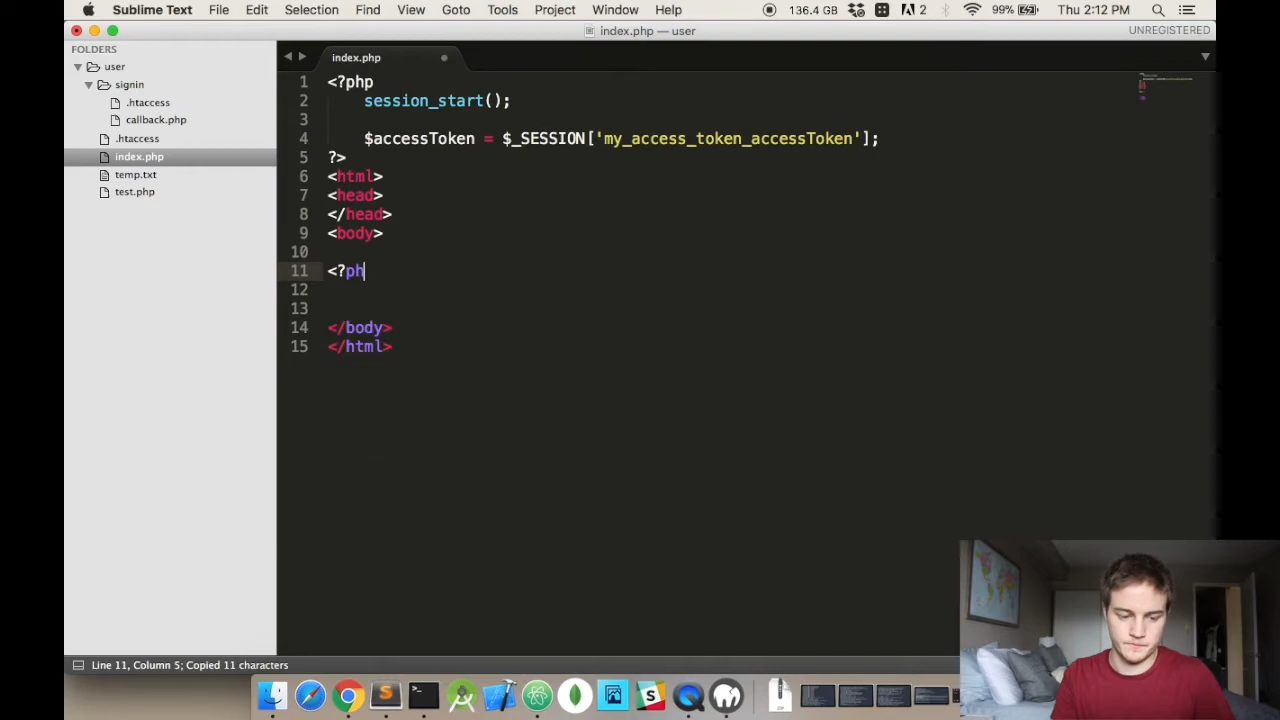 Sublime Text File Edit Selection Find View Goto Tools Project Window Help 136.4 GB 2 99% Thu 2:12 PM
index.php — user UNREGISTERED
FOLDERS
user
signin
.htaccess
callback.php
.htaccess
index.php
temp.txt
test.php
index.php
1 <?php
2 session_start();
3
4 $accessToken = $_SESSION['my_access_token_accessToken'];
5 ?>
6 <html>
7 <head>
8 </head>
9 <body>
10
11 <?ph
12
13
14 </body>
15 </html>
Line 11, Column 5; Copied 11 characters
ZIP